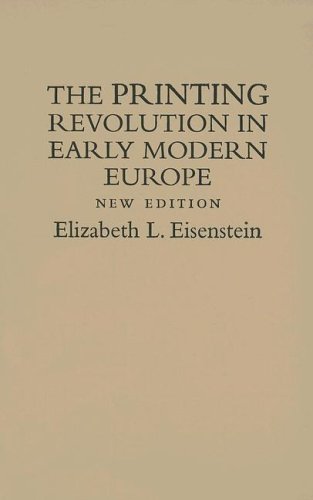 THE PRINTING
REVOLUTION IN
EARLY MODERN
EUROPE
NEW EDITION
Elizabeth L. Eisenstein